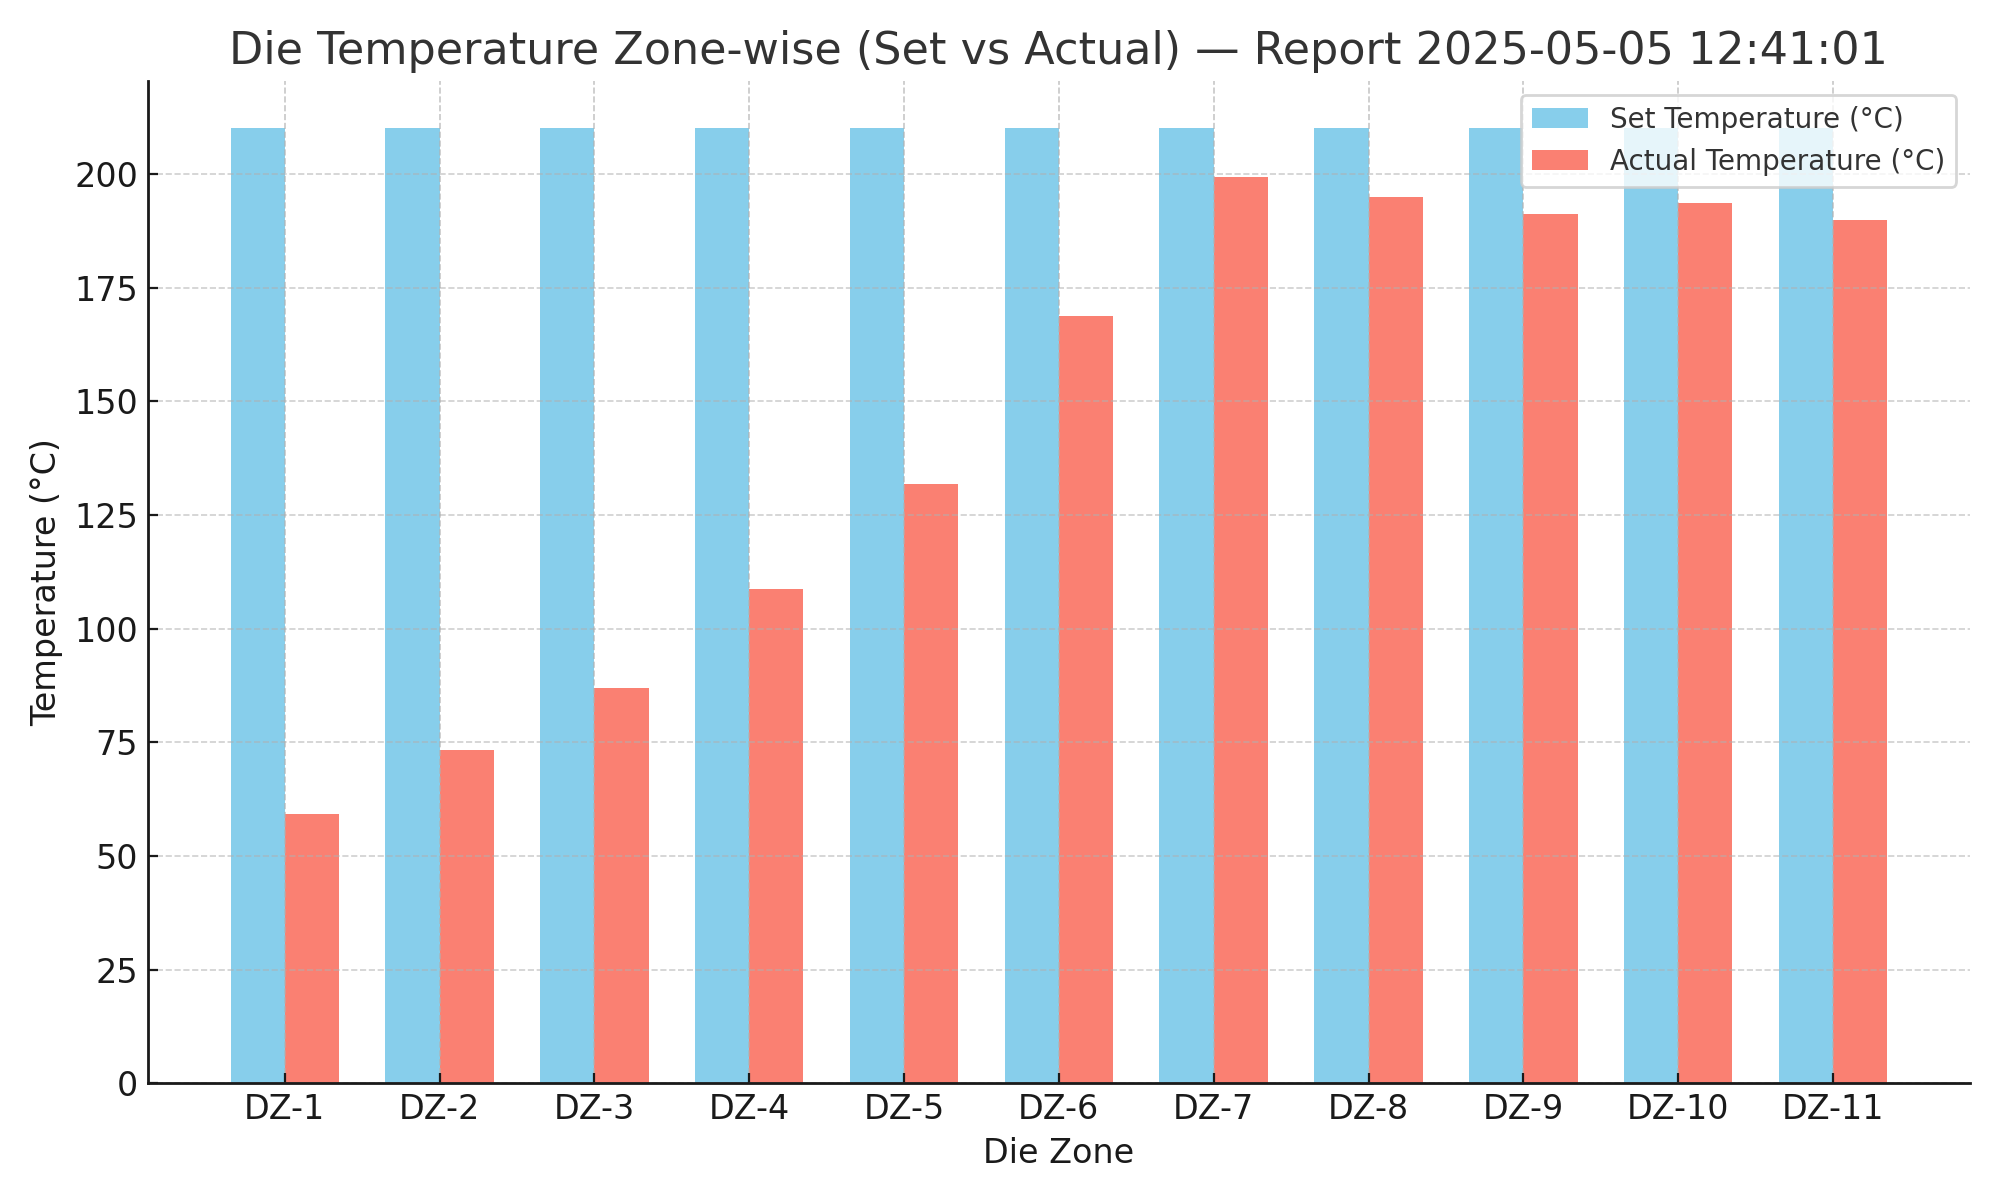 Die Temperature Zone-wise (Set vs Actual) — Report 2025-05-05 12:41:01
Set Temperature (°C)
Actual Temperature (°C)
Temperature (°C)
200
175
150
125
100
75
50
25
0
DZ-1 DZ-2 DZ-3 DZ-4 DZ-5 DZ-6 DZ-7 DZ-8 DZ-9 DZ-10 DZ-11
Die Zone